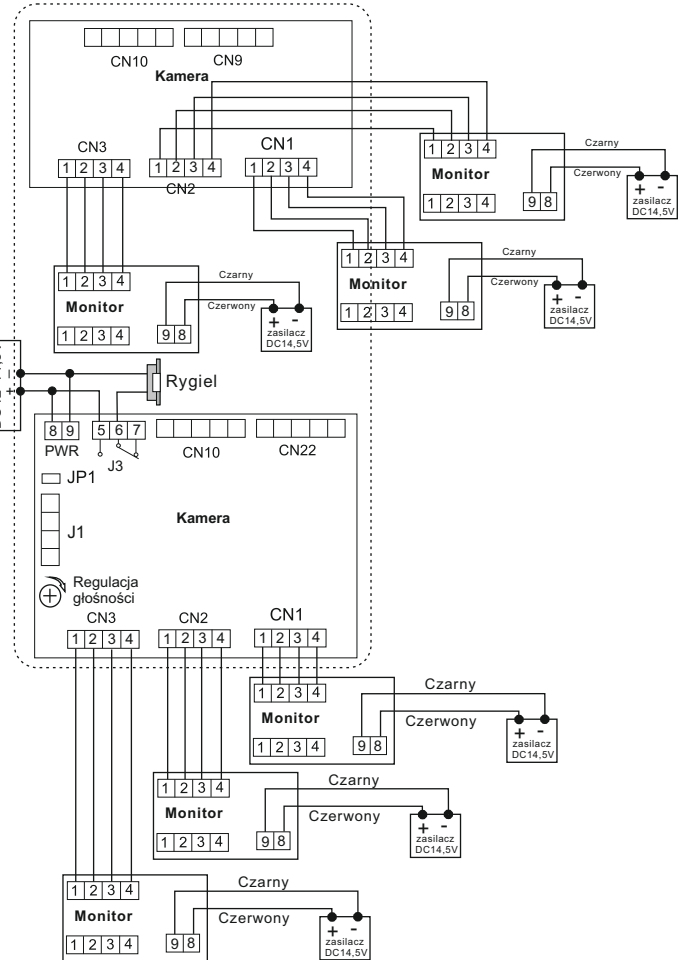 CN10 CN9
Kamera
CN3 CN1
1 2 3 4 1 2 3 4 1 2 3 4
CN2
1 2 3 4
Monitor
1 2 3 4
9 8
Czarny
Czerwony
+ -
zasilacz
DC14,5V
1 2 3 4
Monitor
1 2 3 4
9 8
Czarny
Czerwony
+ -
zasilacz
DC14,5V
1 2 3 4
Monitor
1 2 3 4
9 8
Czarny
Czerwony
+ -
zasilacz
DC14,5V
+ -
Rygiel
8 9 5 6 7
PWR J3 CN10 CN22
JP1
J1
Kamera
Regulacja
głośności
CN3 CN2 CN1
1 2 3 4 1 2 3 4 1 2 3 4
1 2 3 4
Monitor
1 2 3 4
9 8
Czarny
Czerwony
+ -
zasilacz
DC14,5V
1 2 3 4
Monitor
1 2 3 4
9 8
Czarny
Czerwony
+ -
zasilacz
DC14,5V
1 2 3 4
Monitor
1 2 3 4
9 8
Czarny
Czerwony
+ -
zasilacz
DC14,5V